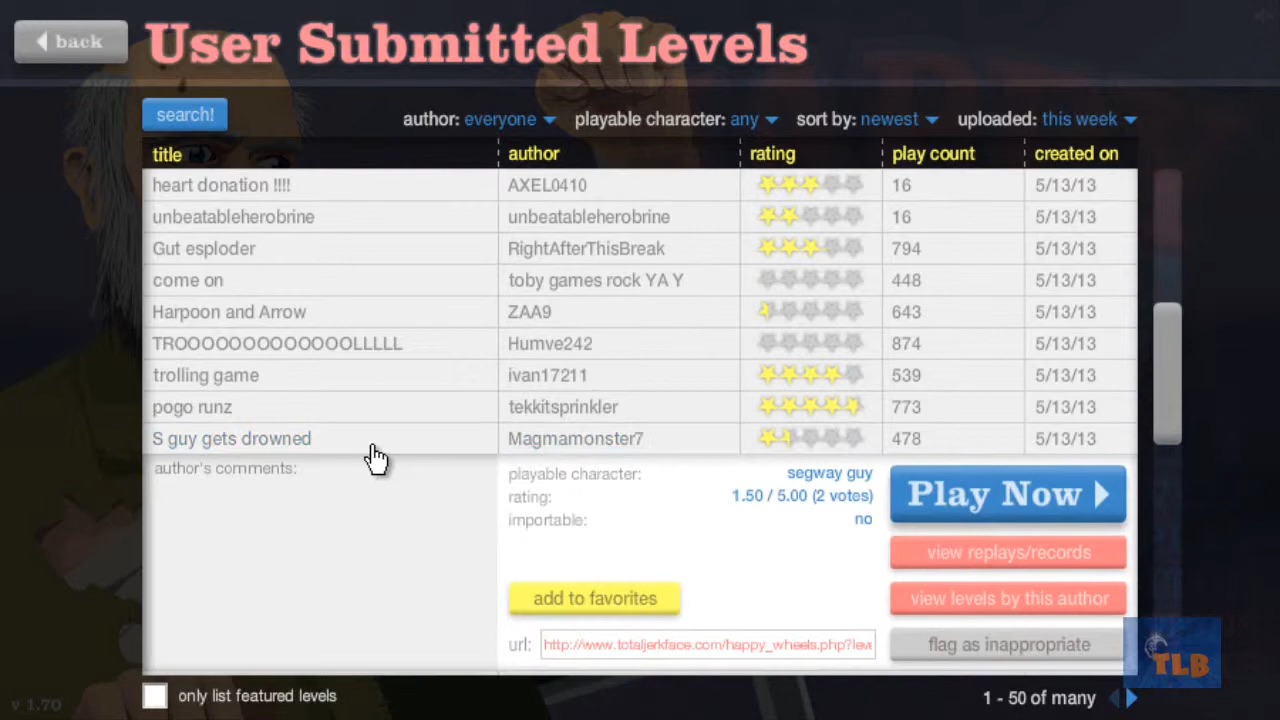 back
User Submitted Levels
search!
author: everyone playable character: any sort by: newest uploaded: this week
title author rating play count created on
heart donation !!!! AXEL0410 16 5/13/13
unbeatableherobrine unbeatableherobrine 16 5/13/13
Gut esploder RightAfterThisBreak 794 5/13/13
come on toby games rock YA Y 448 5/13/13
Harpoon and Arrow ZAA9 643 5/13/13
TROOOOOOOOOOOOOLLLLL Humve242 874 5/13/13
trolling game ivan17211 539 5/13/13
pogo runz tekkitsprinkler 773 5/13/13
S guy gets drowned Magmamonster7 478 5/13/13
author's comments:
playable character: segway guy
rating: 1.50 / 5.00 (2 votes)
importable: no
Play Now
view replays/records
add to favorites
view levels by this author
url: http://www.totaljerkface.com/happy_wheels.php?leve
flag as inappropriate
TLB
only list featured levels
1 - 50 of many
v 1.70